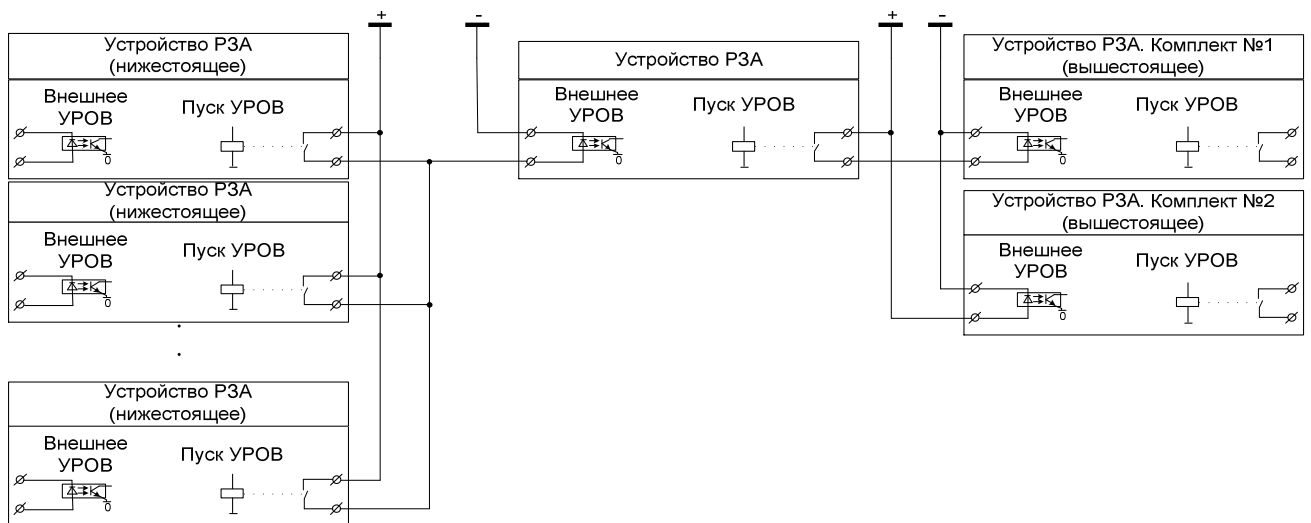 +
-
+
-
Устройство РЗА
(нижестоящее)
Внешнее
УРОВ
Пуск УРОВ
0
Устройство РЗА
(нижестоящее)
Внешнее
УРОВ
Пуск УРОВ
0
Устройство РЗА
(нижестоящее)
Внешнее
УРОВ
Пуск УРОВ
0
Устройство РЗА
Внешнее
УРОВ
Пуск УРОВ
0
Устройство РЗА. Комплект №1
(вышестоящее)
Внешнее
УРОВ
Пуск УРОВ
0
Устройство РЗА. Комплект №2
(вышестоящее)
Внешнее
УРОВ
Пуск УРОВ
0